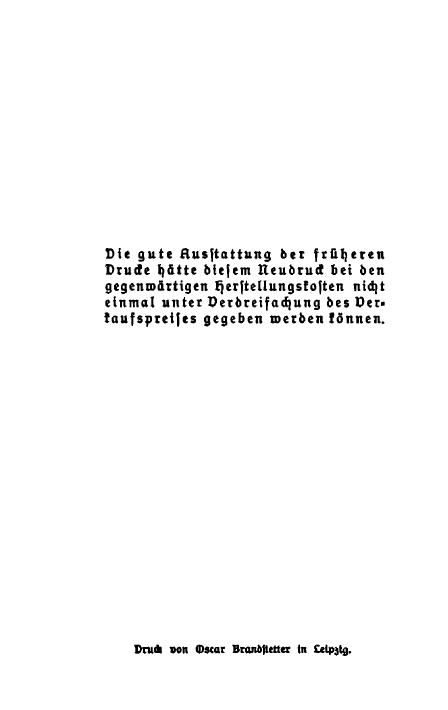 Die gute Ausstattung der früheren
Drucke hätte diesem Neudruck bei den
gegenwärtigen Herstellungskosten nicht
einmal unter Verdreifachung des Ver-
kaufspreises gegeben werden können.
Druck von Oscar Brandstetter in Leipzig.